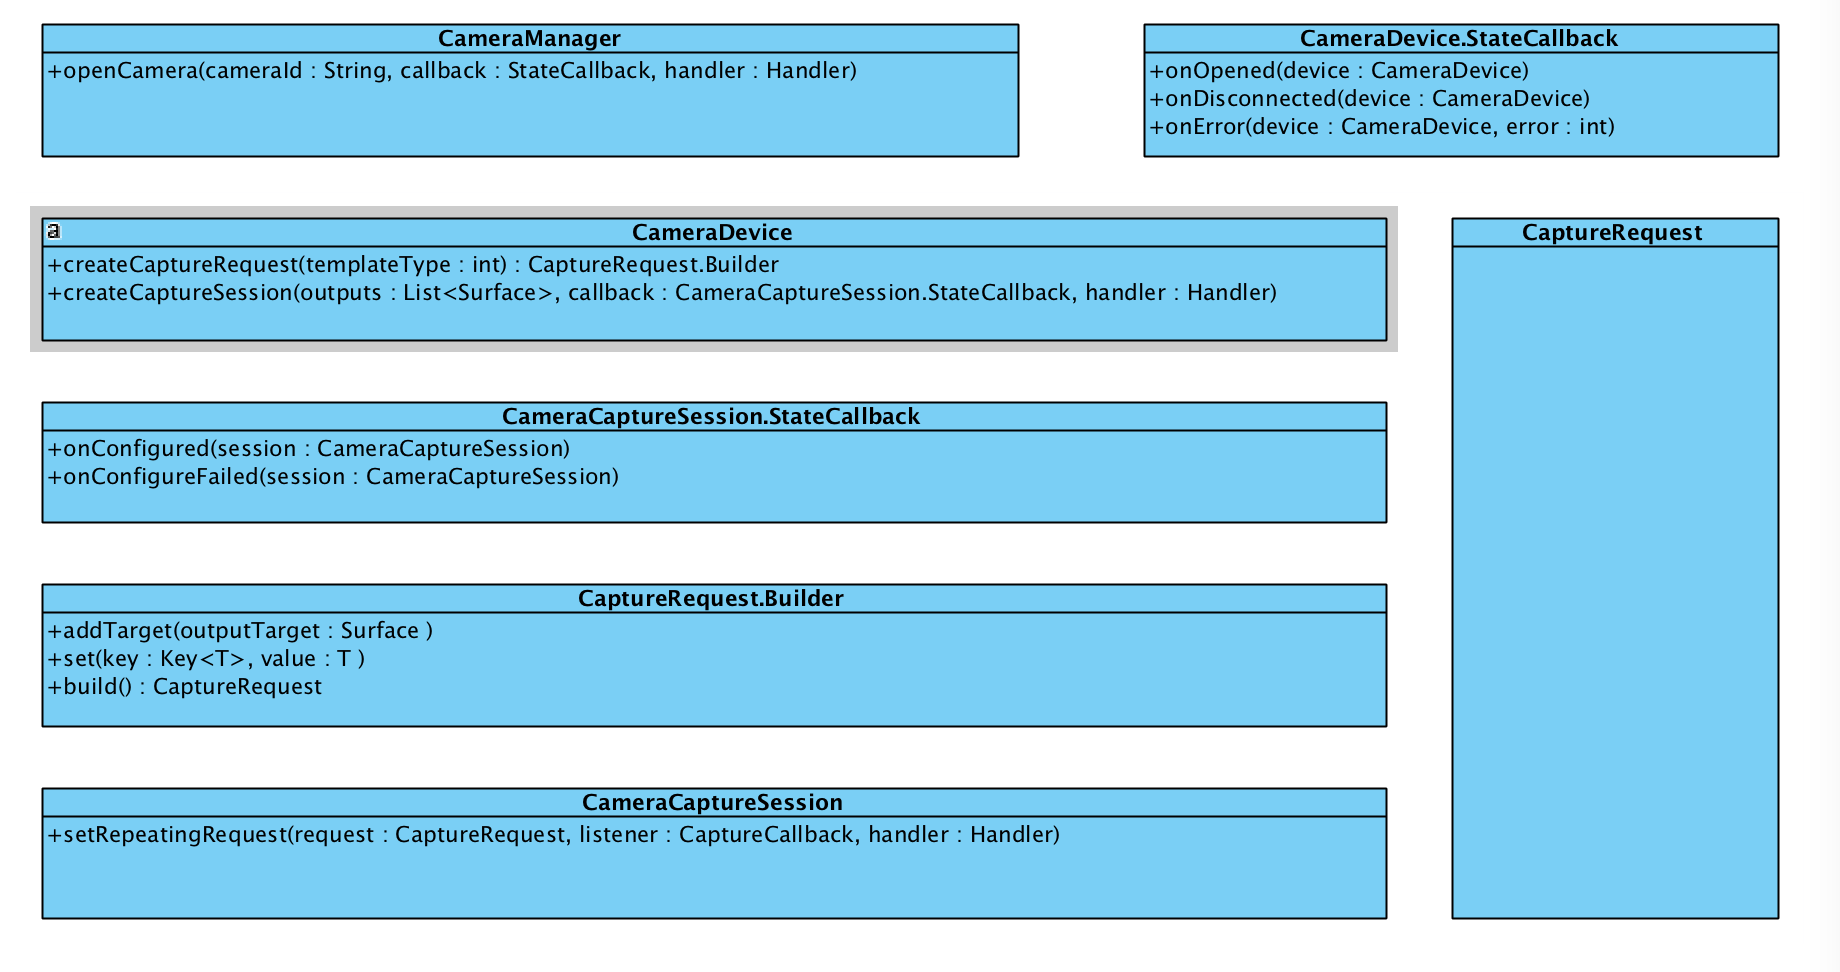 CameraManager
+openCamera(cameraId : String, callback : StateCallback, handler : Handler)
CameraDevice.StateCallback
+onOpened(device : CameraDevice)
+onDisconnected(device : CameraDevice)
+onError(device : CameraDevice, error : int)
a
CameraDevice
+createCaptureRequest(templateType : int) : CaptureRequest.Builder
+createCaptureSession(outputs : List<Surface>, callback : CameraCaptureSession.StateCallback, handler : Handler)
CaptureRequest
CameraCaptureSession.StateCallback
+onConfigured(session : CameraCaptureSession)
+onConfigureFailed(session : CameraCaptureSession)
CaptureRequest.Builder
+addTarget(outputTarget : Surface )
+set(key : Key<T>, value : T )
+build() : CaptureRequest
CameraCaptureSession
+setRepeatingRequest(request : CaptureRequest, listener : CaptureCallback, handler : Handler)